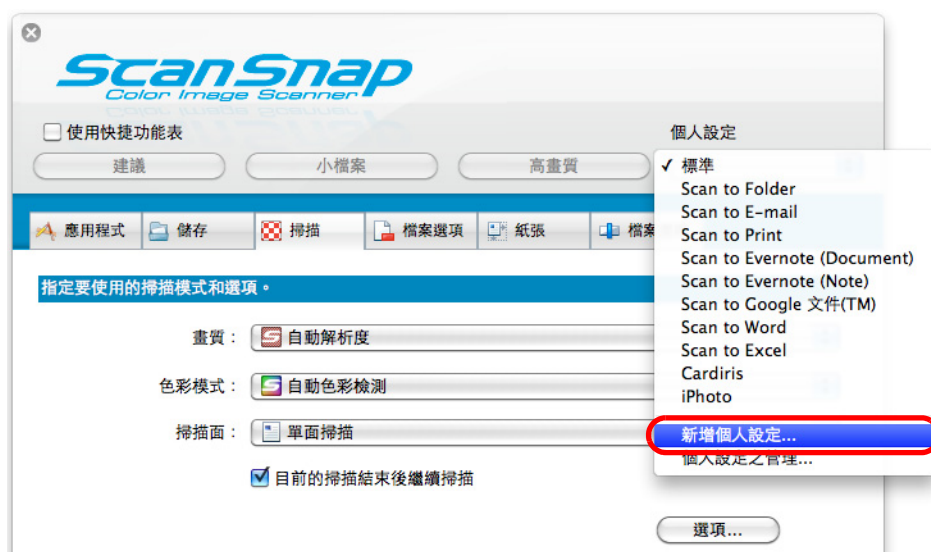 ScanSnap
Color Image Scanner
使用快捷功能表
個人設定
建議
小檔案
高畫質
✓ 標準
Scan to Folder
Scan to E-mail
Scan to Print
Scan to Evernote (Document)
Scan to Evernote (Note)
Scan to Google 文件(TM)
Scan to Word
Scan to Excel
Cardiris
iPhoto
新增個人設定...
個人設定之管理...
應用程式
儲存
掃描
檔案選項
紙張
檔案
指定要使用的掃描模式和選項。
畫質：
自動解析度
色彩模式：
自動色彩檢測
掃描面：
單面掃描
目前的掃描結束後繼續掃描
選項...